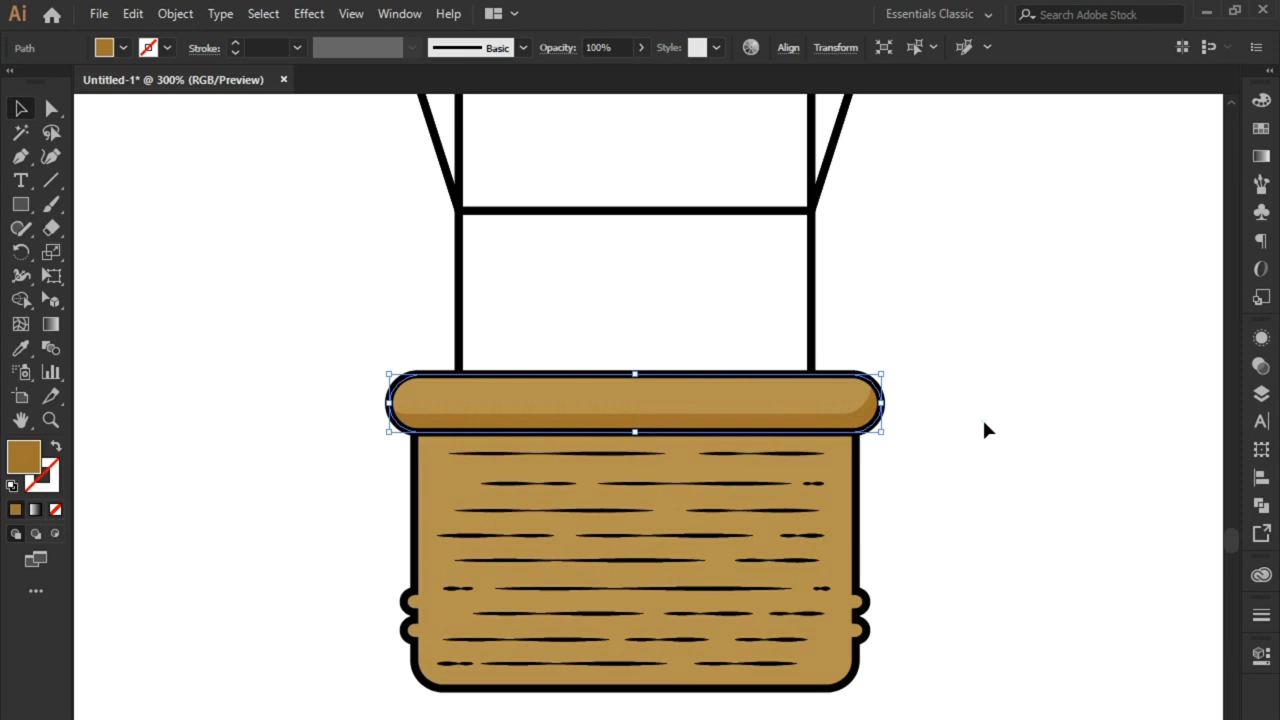 Ai File Edit Object Type Select Effect View Window Help Essentials Classic Search Adobe Stock
Path Stroke: Basic Opacity: 100% Style: Align Transform
Untitled-1* @ 300% (RGB/Preview) ×